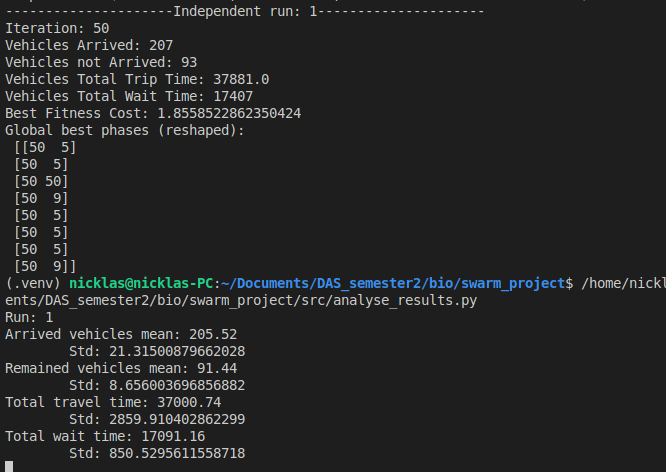 ---------------------Independent run: 1---------------------
Iteration: 50
Vehicles Arrived: 207
Vehicles not Arrived: 93
Vehicles Total Trip Time: 37881.0
Vehicles Total Wait Time: 17407
Best Fitness Cost: 1.8558522862350424
Global best phases (reshaped):
[[50  5]
[50  5]
[50 50]
[50  9]
[50  5]
[50  5]
[50  5]
[50  9]]
(.venv) nicklas@nicklas-PC:~/Documents/DAS_semester2/bio/swarm_project$ /home/nickl
ents/DAS_semester2/bio/swarm_project/src/analyse_results.py
Run: 1
Arrived vehicles mean: 205.52
Std: 21.31500879662028
Remained vehicles mean: 91.44
Std: 8.656003696856882
Total travel time: 37000.74
Std: 2859.910402862299
Total wait time: 17091.16
Std: 850.5295611558718